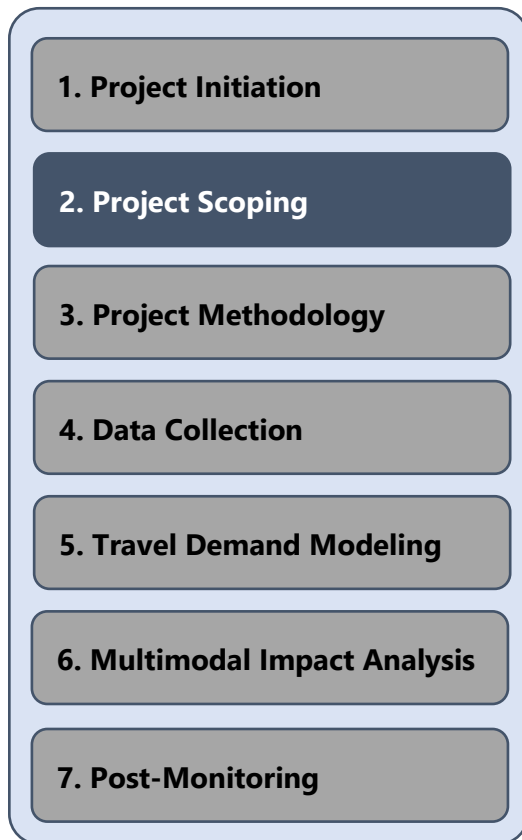 1. Project Initiation
2. Project Scoping
3. Project Methodology
4. Data Collection
5. Travel Demand Modeling
6. Multimodal Impact Analysis
7. Post-Monitoring